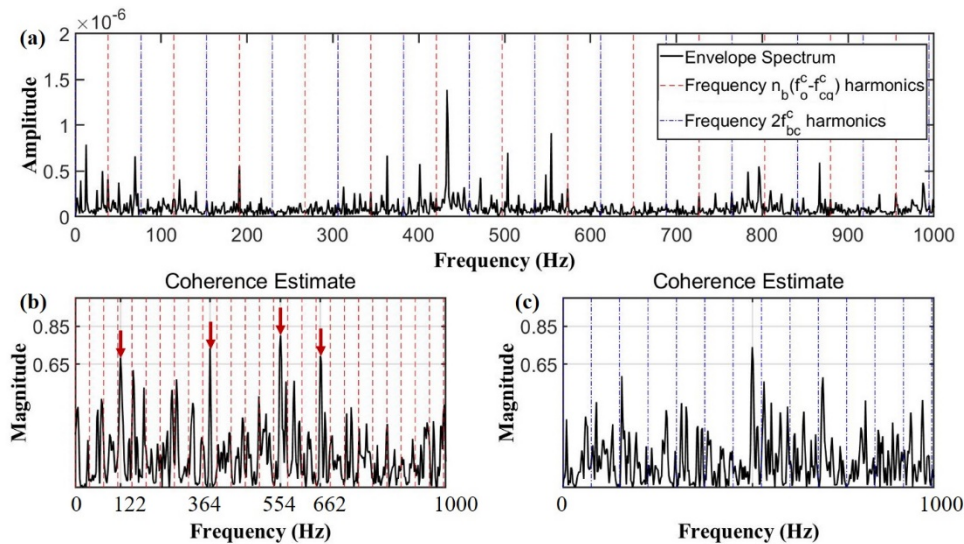 (a)
×10⁻⁶
2
1.5
1
0.5
0
Amplitude
Envelope Spectrum
Frequency n_b(f_o^c-f_cq^c) harmonics
Frequency 2f_bc^c harmonics
0 100 200 300 400 500 600 700 800 900 1000
Frequency (Hz)
(b)
Coherence Estimate
0.85
0.65
Magnitude
0 122 364 554 662 1000
Frequency (Hz)
(c)
Coherence Estimate
0.85
0.65
Magnitude
0 1000
Frequency (Hz)